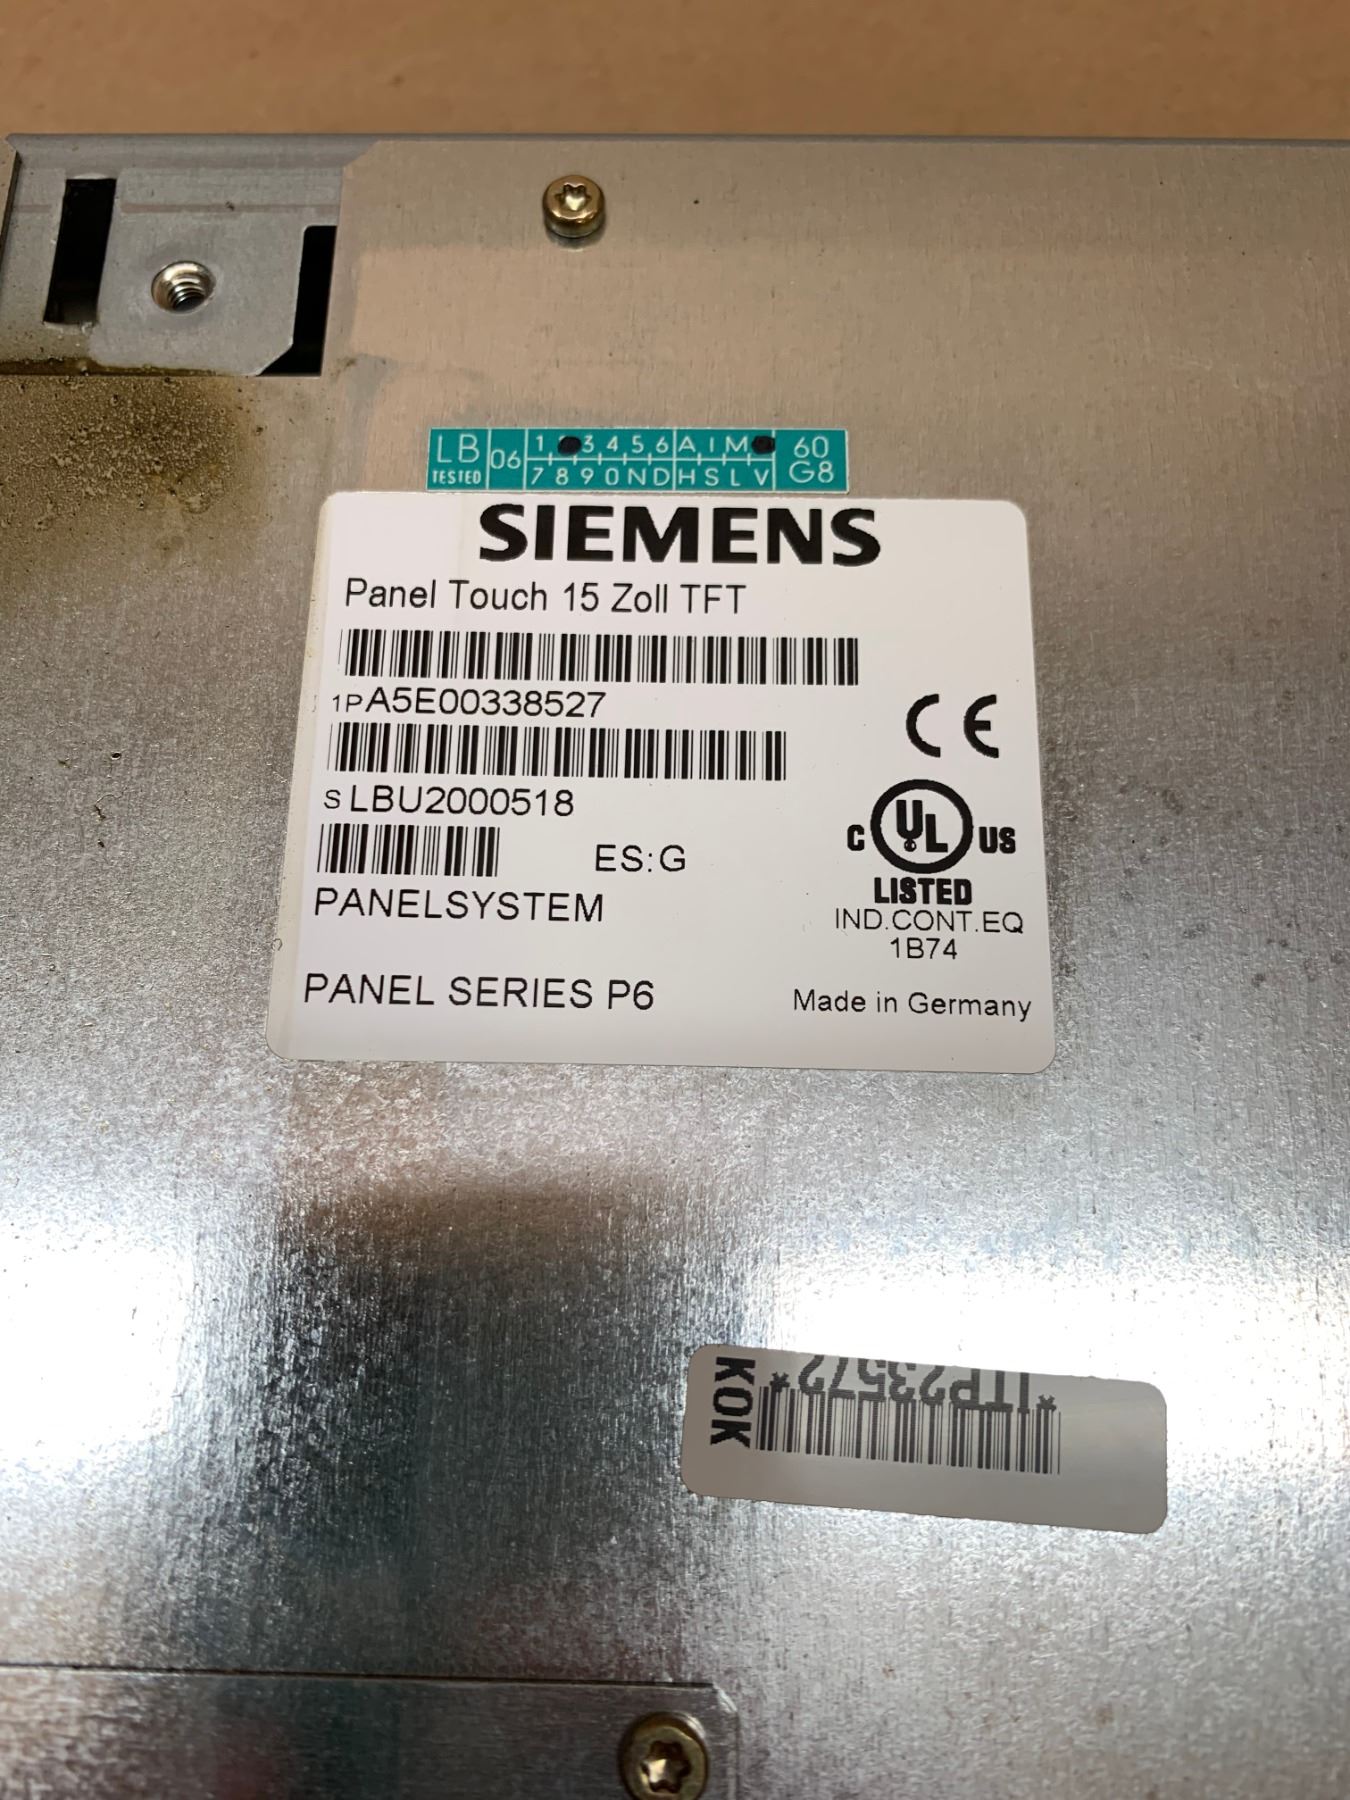 LB 06 1 3 4 5 6 A I M 60
TESTED 7 8 9 0 N D H S L V G8
SIEMENS
Panel Touch 15 Zoll TFT
1P A5E00338527
S LBU2000518
ES:G
PANELSYSTEM
PANEL SERIES P6
CE
C UL US
LISTED
IND.CONT.EQ
1B74
Made in Germany
KOK
*ITP23572*